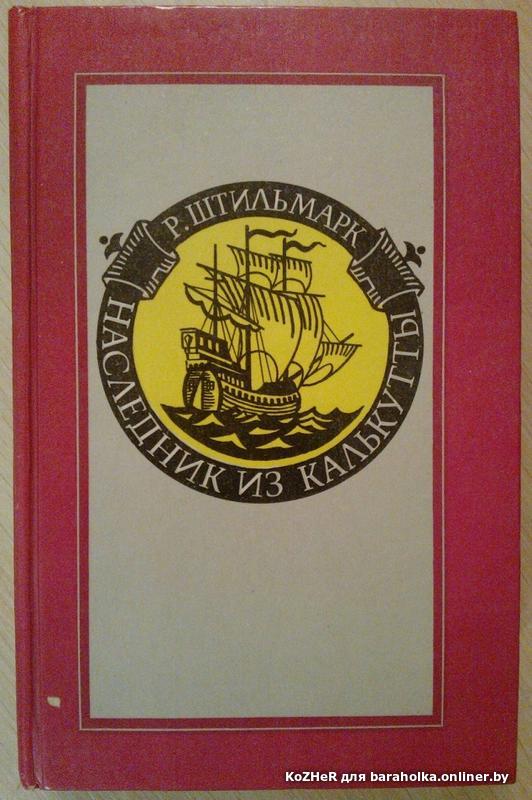 Р. ШТИЛЬМАРК
НАСЛЕДНИК ИЗ КАЛЬКУТТЫ
KoZHeR для baraholka.onliner.by